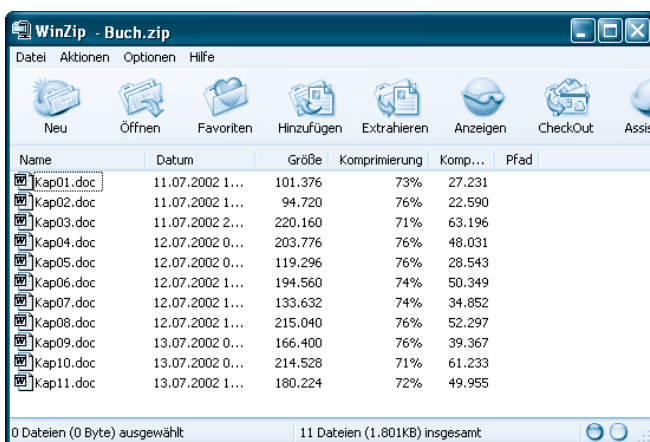 WinZip - Buch.zip
Datei Aktionen Optionen Hilfe
Neu Öffnen Favoriten Hinzufügen Extrahieren Anzeigen CheckOut Assis
Name Datum Größe Komprimierung Komp... Pfad
Kap01.doc 11.07.2002 1... 101.376 73% 27.231
Kap02.doc 11.07.2002 1... 94.720 76% 22.590
Kap03.doc 11.07.2002 2... 220.160 71% 63.196
Kap04.doc 12.07.2002 0... 203.776 76% 48.031
Kap05.doc 12.07.2002 0... 119.296 76% 28.543
Kap06.doc 12.07.2002 1... 194.560 74% 50.349
Kap07.doc 12.07.2002 1... 133.632 74% 34.852
Kap08.doc 12.07.2002 1... 215.040 76% 52.297
Kap09.doc 13.07.2002 0... 166.400 76% 39.367
Kap10.doc 13.07.2002 0... 214.528 71% 61.233
Kap11.doc 13.07.2002 1... 180.224 72% 49.955
0 Dateien (0 Byte) ausgewählt 11 Dateien (1.801KB) insgesamt